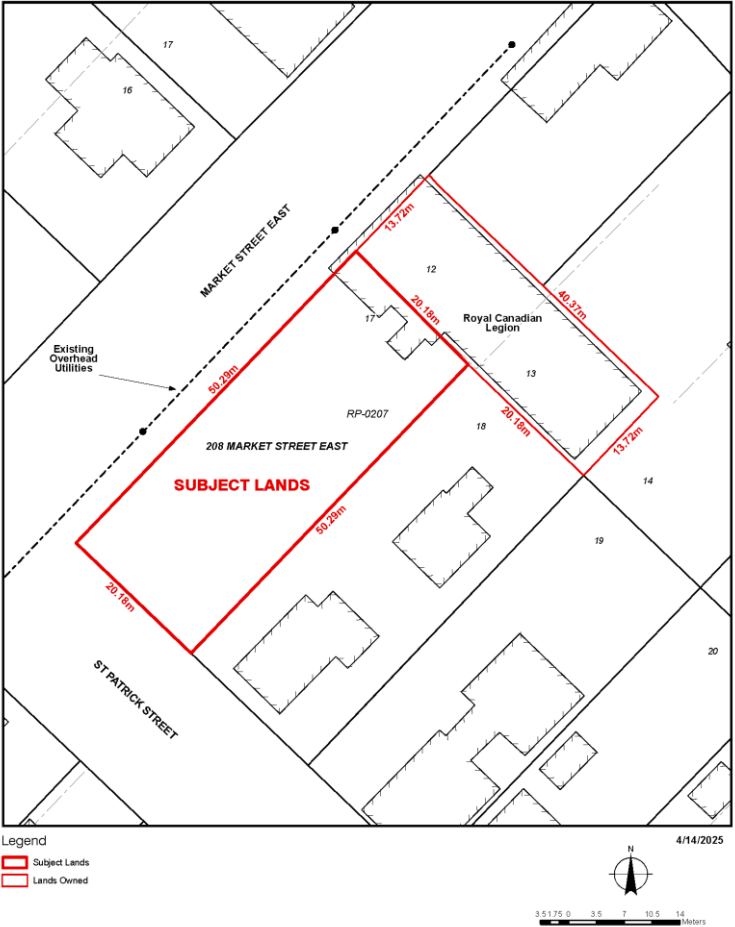 17
16
MARKET STREET EAST
13.72m
12
40.37m
20.18m
17
Royal Canadian
Legion
Existing
Overhead
Utilities
50.29m
13
RP-0207
20.18m
18
13.72m
208 MARKET STREET EAST
SUBJECT LANDS
14
50.29m
19
20.18m
20
ST PATRICK STREET
Legend
4/14/2025
Subject Lands
Lands Owned
N
3.5 1.75 0 3.5 7 10.5 14
Meters